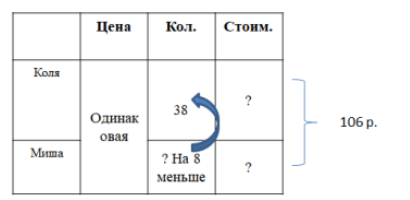 Цена Кол. Стоим.
Коля
38
?
Одинак
овая
106 р.
Миша
? На 8
меньше
?